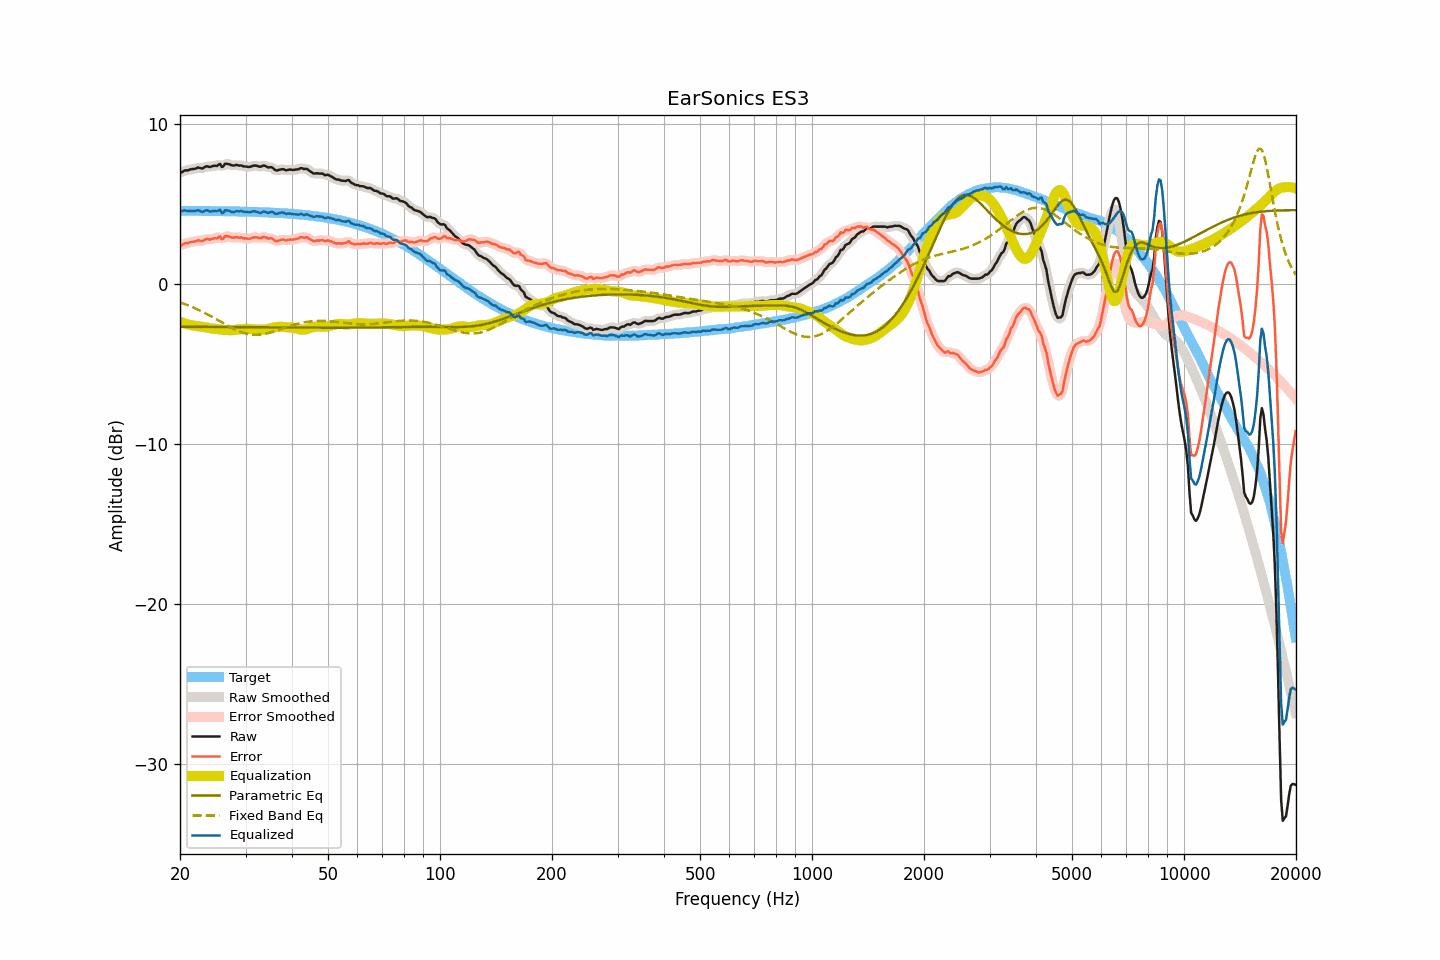 EarSonics ES3
10
0
−10
−20
−30
Amplitude (dBr)
Target
Raw Smoothed
Error Smoothed
Raw
Error
Equalization
Parametric Eq
Fixed Band Eq
Equalized
20 50 100 200 500 1000 2000 5000 10000 20000
Frequency (Hz)